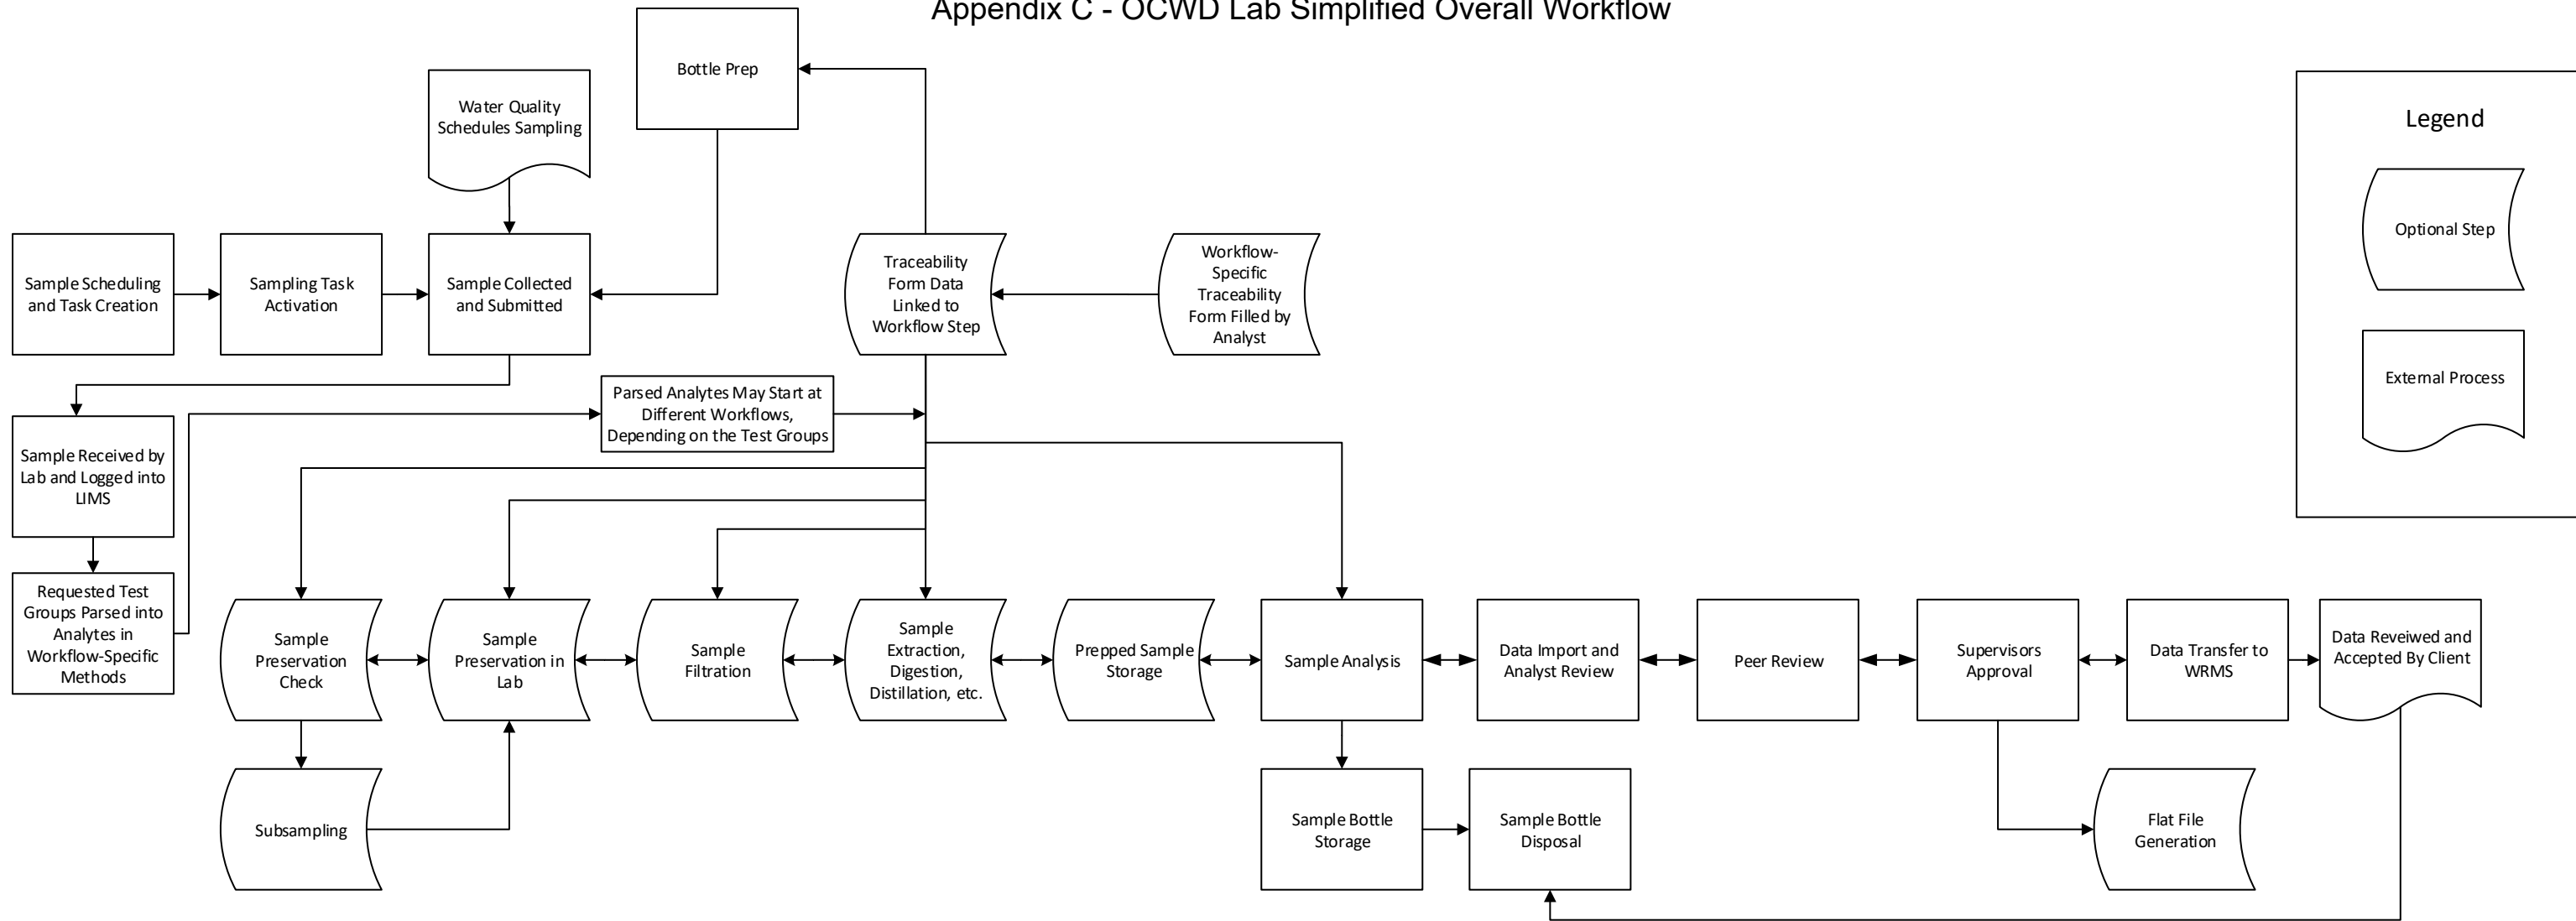 Appendix C - OCWD Lab Simplified Overall Workflow
Bottle Prep
Water Quality
Schedules Sampling
Legend
Optional Step
External Process
Sample Scheduling
and Task Creation
Sampling Task
Activation
Sample Collected
and Submitted
Traceability
Form Data
Linked to
Workflow Step
Workflow-
Specific
Traceability
Form Filled by
Analyst
Parsed Analytes May Start at
Different Workflows,
Depending on the Test Groups
Sample Received by
Lab and Logged into
LIMS
Requested Test
Groups Parsed into
Analytes in
Workflow-Specific
Methods
Sample
Preservation
Check
Sample
Preservation in
Lab
Sample
Filtration
Sample
Extraction,
Digestion,
Distillation, etc.
Prepped Sample
Storage
Sample Analysis
Data Import and
Analyst Review
Peer Review
Supervisors
Approval
Data Transfer to
WRMS
Data Reveiwed and
Accepted By Client
Subsampling
Sample Bottle
Storage
Sample Bottle
Disposal
Flat File
Generation